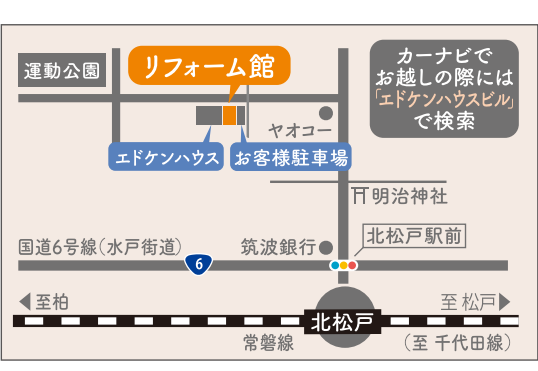 運動公園
リフォーム館
カーナビで
お越しの際には
「エドケンハウスビル」
で検索
ヤオコー
エドケンハウス
お客様駐車場
明治神社
国道6号線(水戸街道)
6
筑波銀行
北松戸駅前
至柏
至 松戸
北松戸
常磐線
(至 千代田線)